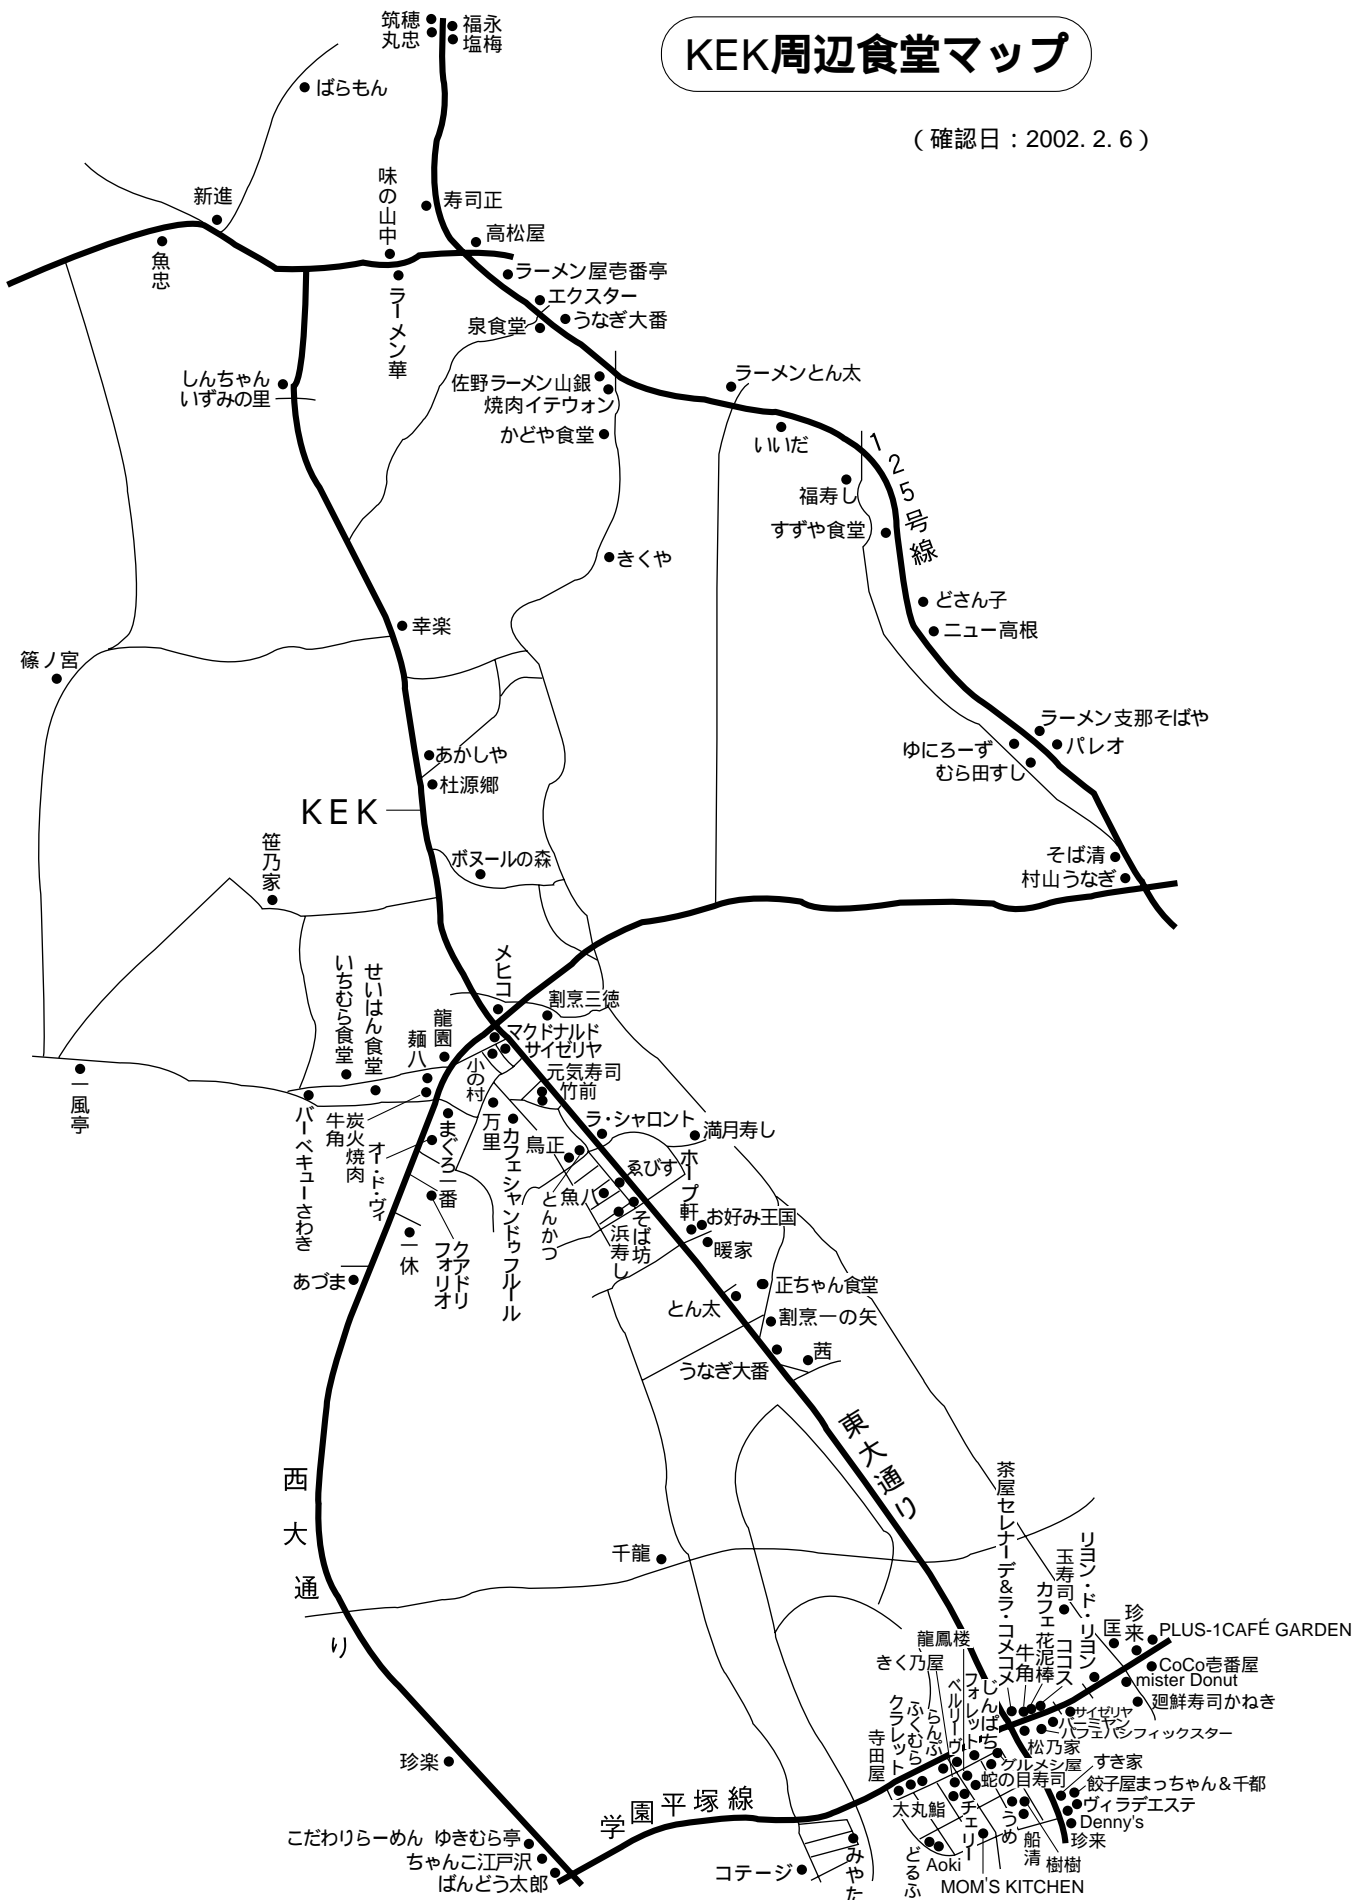 KEK周辺食堂マップ
（確認日：2002. 2. 6）
筑穂
丸忠
福永
塩梅
ばらもん
新進
魚忠
味の山中
寿司正
高松屋
ラーメン華
ラーメン屋壱番亭
エクスター
うなぎ大番
泉食堂
しんちゃん
いずみの里
佐野ラーメン山銀
焼肉イテウォン
かどや食堂
ラーメンとん太
いいだ
125号線
福寿し
すずや食堂
きくや
どさん子
ニュー高根
幸楽
篠ノ宮
ラーメン支那そばや
パレオ
ゆにろーず
むら田すし
あかしや
杜源郷
KEK
笹乃家
ボヌールの森
そば清
村山うなぎ
メヒコ
割烹三徳
いちむら食堂
せいはん食堂
麺八
龍園
マクドナルド
サイゼリヤ
小の村
元気寿司
竹前
一風亭
バーベキューさわき
炭火焼肉
牛角
オー・ド・ヴィ
まぐろ一番
万里
カフェシャンドゥフルール
鳥正
とんかつ
魚八
ラ・シャロント
満月寿し
ゑびす
ホープ軒
そば坊
浜寿し
お好み王国
暖家
一休
クアドリ
フォリオ
あづま
正ちゃん食堂
とん太
割烹一の矢
うなぎ大番
茜
東大通り
西大通り
千龍
茶屋セレナーデ&ラ・コメコメ
牛角
カフェ花泥棒
ココス
玉寿司
リヨン・ド・リヨン
匡
珍来
PLUS-1CAFÉ GARDEN
CoCo壱番屋
mister Donut
廻鮮寿司かねき
サイゼリヤ
バーミヤン
パフェパシフィックスター
松乃家
龍鳳楼
きく乃屋
ベルリーヴ
フォレット
じんぱち
らんぷ
ふくむら
クラレット
寺田屋
グルメシ屋
蛇の目寿司
すき家
餃子屋まっちゃん＆千都
ヴィラデエステ
Denny's
珍来
太丸鮨
チェリー
うめ
船清
樹樹
どるふ
Aoki
MOM'S KITCHEN
みやた
コテージ
学園平塚線
珍楽
こだわりらーめん ゆきむら亭
ちゃんこ江戸沢
ばんどう太郎